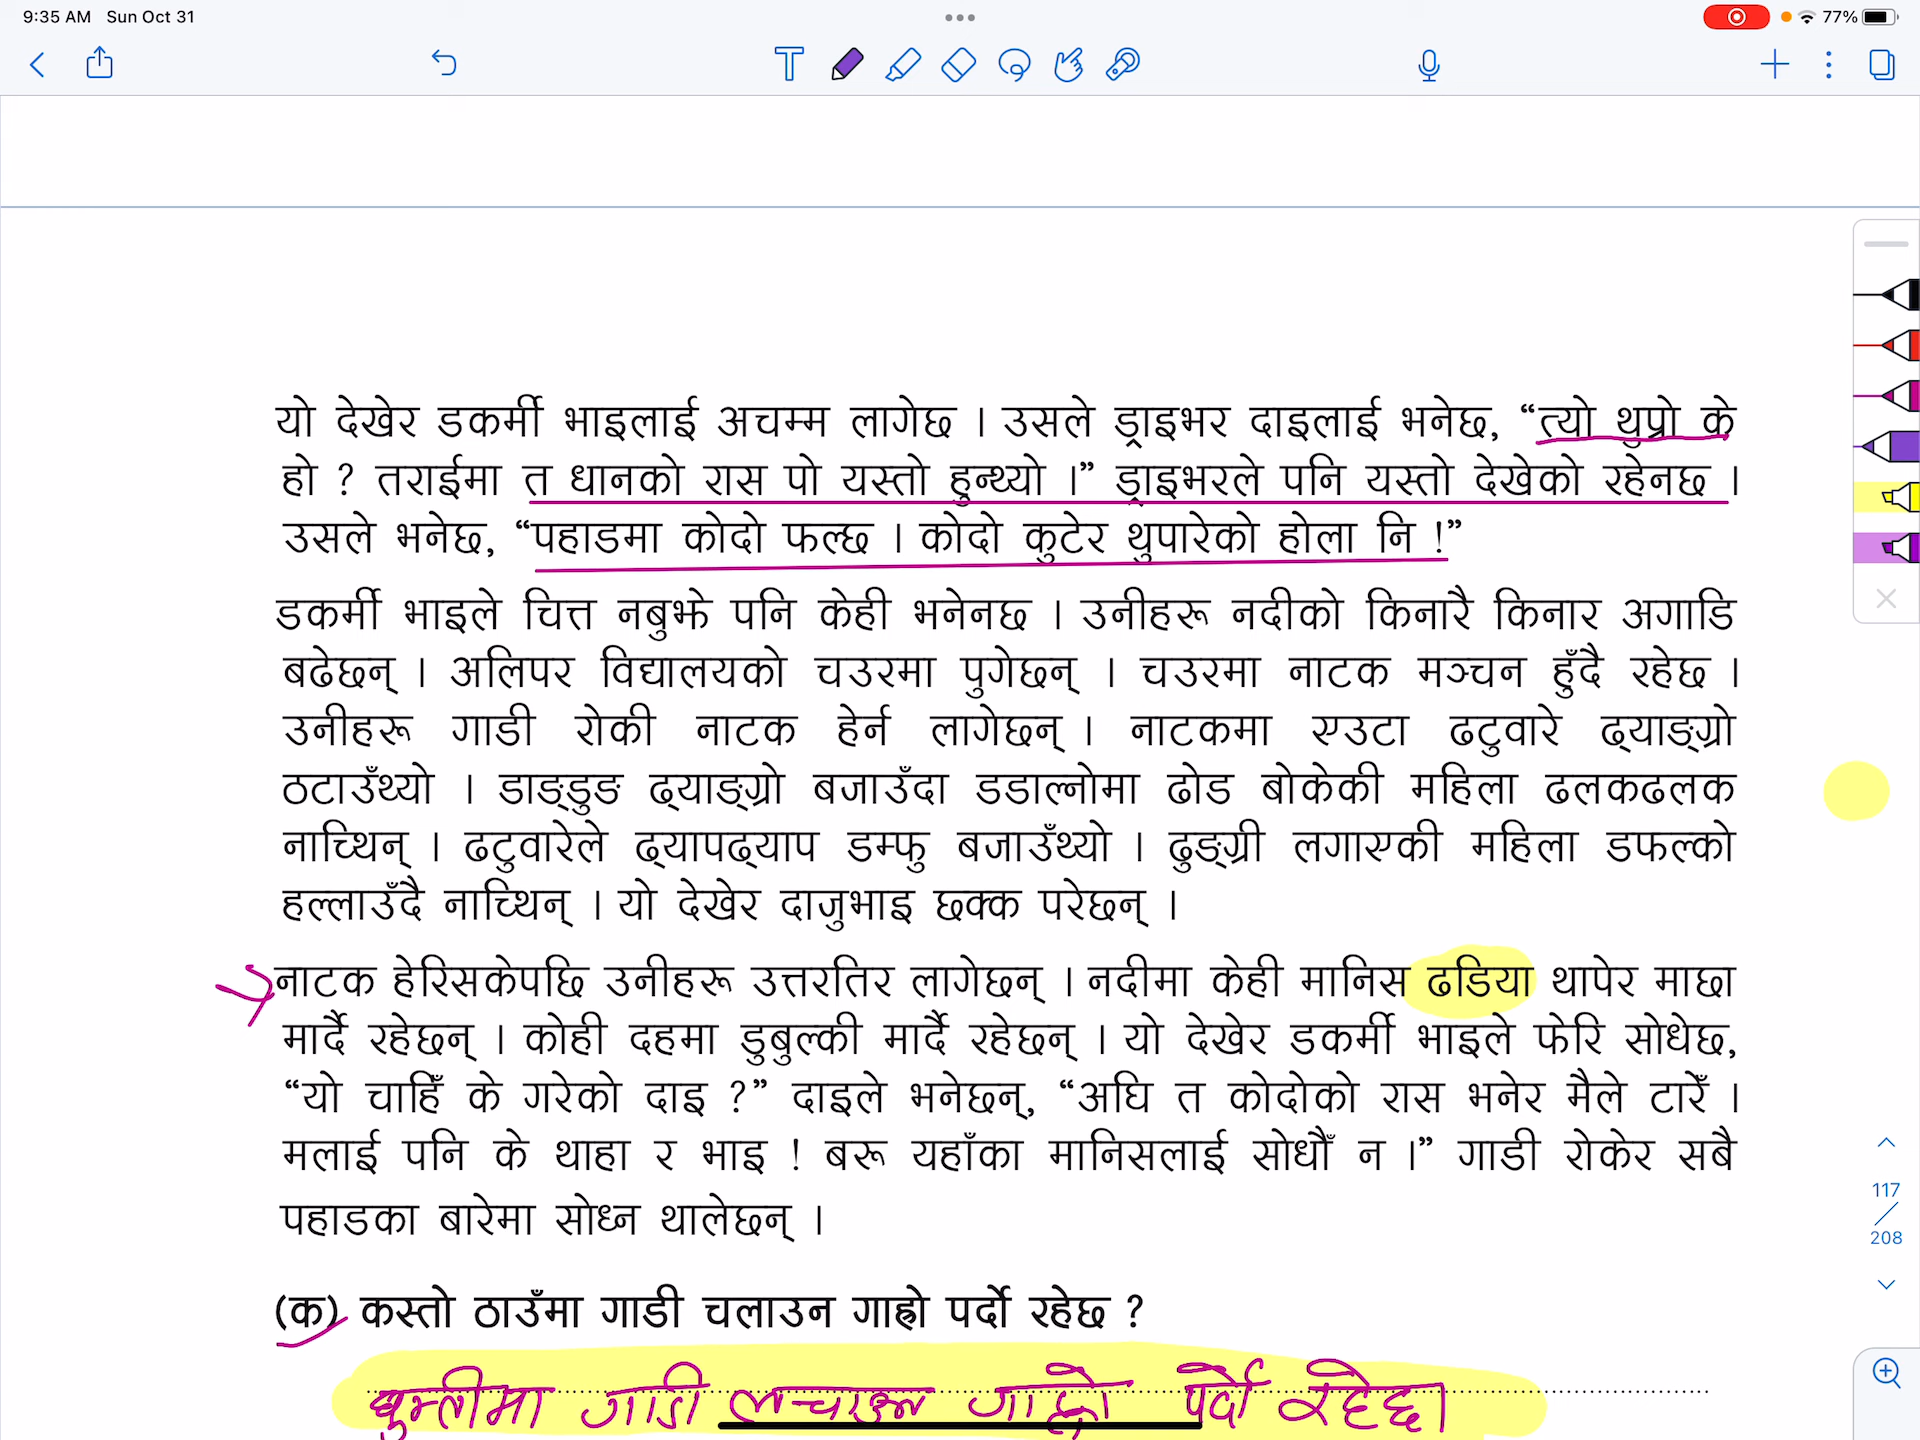 9:35 AM Sun Oct 31
77%
यो देखेर डकर्मी भाइलाई अचम्म लागेछ । उसले ड्राइभर दाइलाई भनेछ, “त्यो थुप्रो के
हो ? तराईमा त धानको रास पो यस्तो हुन्थ्यो ।” ड्राइभरले पनि यस्तो देखेको रहेनछ ।
उसले भनेछ, “पहाडमा कोदो फल्छ । कोदो कुटेर थुपारेको होला नि !”
डकर्मी भाइले चित्त नबुझे पनि केही भनेनछ । उनीहरू नदीको किनारै किनार अगाडि
बढेछन् । अलिपर विद्यालयको चउरमा पुगेछन् । चउरमा नाटक मञ्चन हुँदै रहेछ ।
उनीहरू गाडी रोकी नाटक हेर्न लागेछन् । नाटकमा एउटा ढटुवारे ढ्याङ्ग्रो
ठटाउँथ्यो । डाङ्डुङ ढ्याङ्ग्रो बजाउँदा डडाल्नोमा ढोड बोकेकी महिला ढलकढलक
नाच्थिन् । ढटुवारेले ढ्यापढ्याप डम्फु बजाउँथ्यो । ढुङ्ग्री लगाएकी महिला डफल्को
हल्लाउँदै नाच्थिन् । यो देखेर दाजुभाइ छक्क परेछन् ।
नाटक हेरिसकेपछि उनीहरू उत्तरतिर लागेछन् । नदीमा केही मानिस ढडिया थापेर माछा
मार्दै रहेछन् । कोही दहमा डुबुल्की मार्दै रहेछन् । यो देखेर डकर्मी भाइले फेरि सोधेछ,
“यो चाहिँ के गरेको दाइ ?” दाइले भनेछन्, “अघि त कोदोको रास भनेर मैले टारेँ ।
मलाई पनि के थाहा र भाइ ! बरू यहाँका मानिसलाई सोधौँ न ।” गाडी रोकेर सबै
पहाडका बारेमा सोध्न थालेछन् ।
(क) कस्तो ठाउँमा गाडी चलाउन गाह्रो पर्दो रहेछ ?
घुम्तीमा गाडी गाह्रो पर्दो रहेछ।
117
208